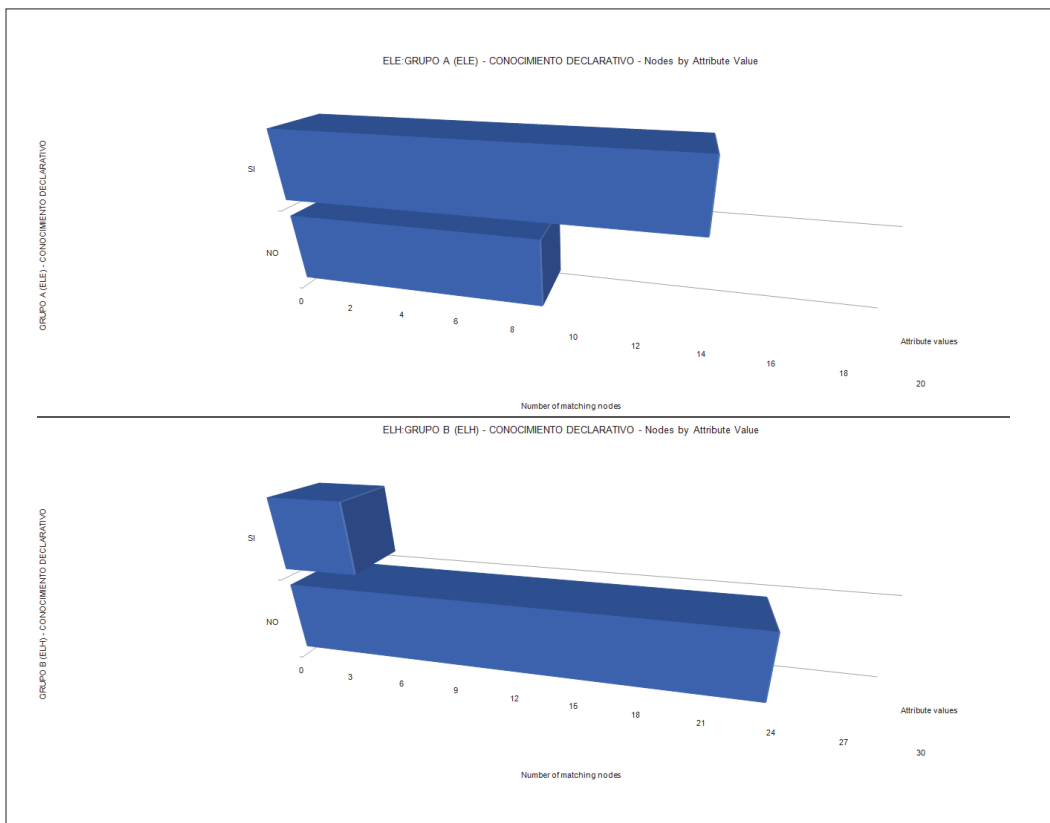 ELE:GRUPO A (ELE) - CONOCIMIENTO DECLARATIVO - Nodes by Attribute Value
GRUPO A (ELE) - CONOCIMIENTO DECLARATIVO
SI
NO
0
2
4
6
8
10
12
14
16
18
20
Attribute values
Number of matching nodes
ELH:GRUPO B (ELH) - CONOCIMIENTO DECLARATIVO - Nodes by Attribute Value
GRUPO B (ELH) - CONOCIMIENTO DECLARATIVO
SI
NO
0
3
6
9
12
15
18
21
24
27
30
Attribute values
Number of matching nodes